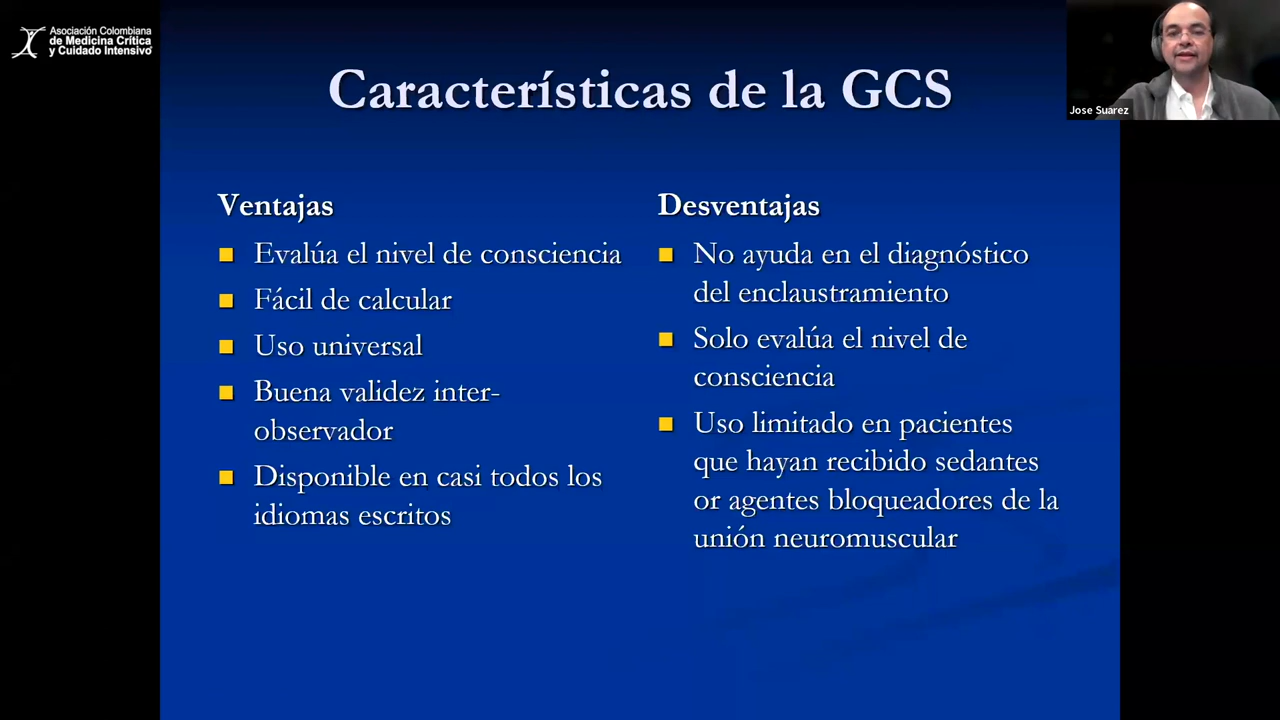 Asociación Colombiana
de Medicina Crítica
y Cuidado Intensivo
Características de la GCS
Jose Suarez
Ventajas
Evalúa el nivel de consciencia
Fácil de calcular
Uso universal
Buena validez inter-
observador
Disponible en casi todos los
idiomas escritos
Desventajas
No ayuda en el diagnóstico
del enclaustramiento
Solo evalúa el nivel de
consciencia
Uso limitado en pacientes
que hayan recibido sedantes
or agentes bloqueadores de la
unión neuromuscular